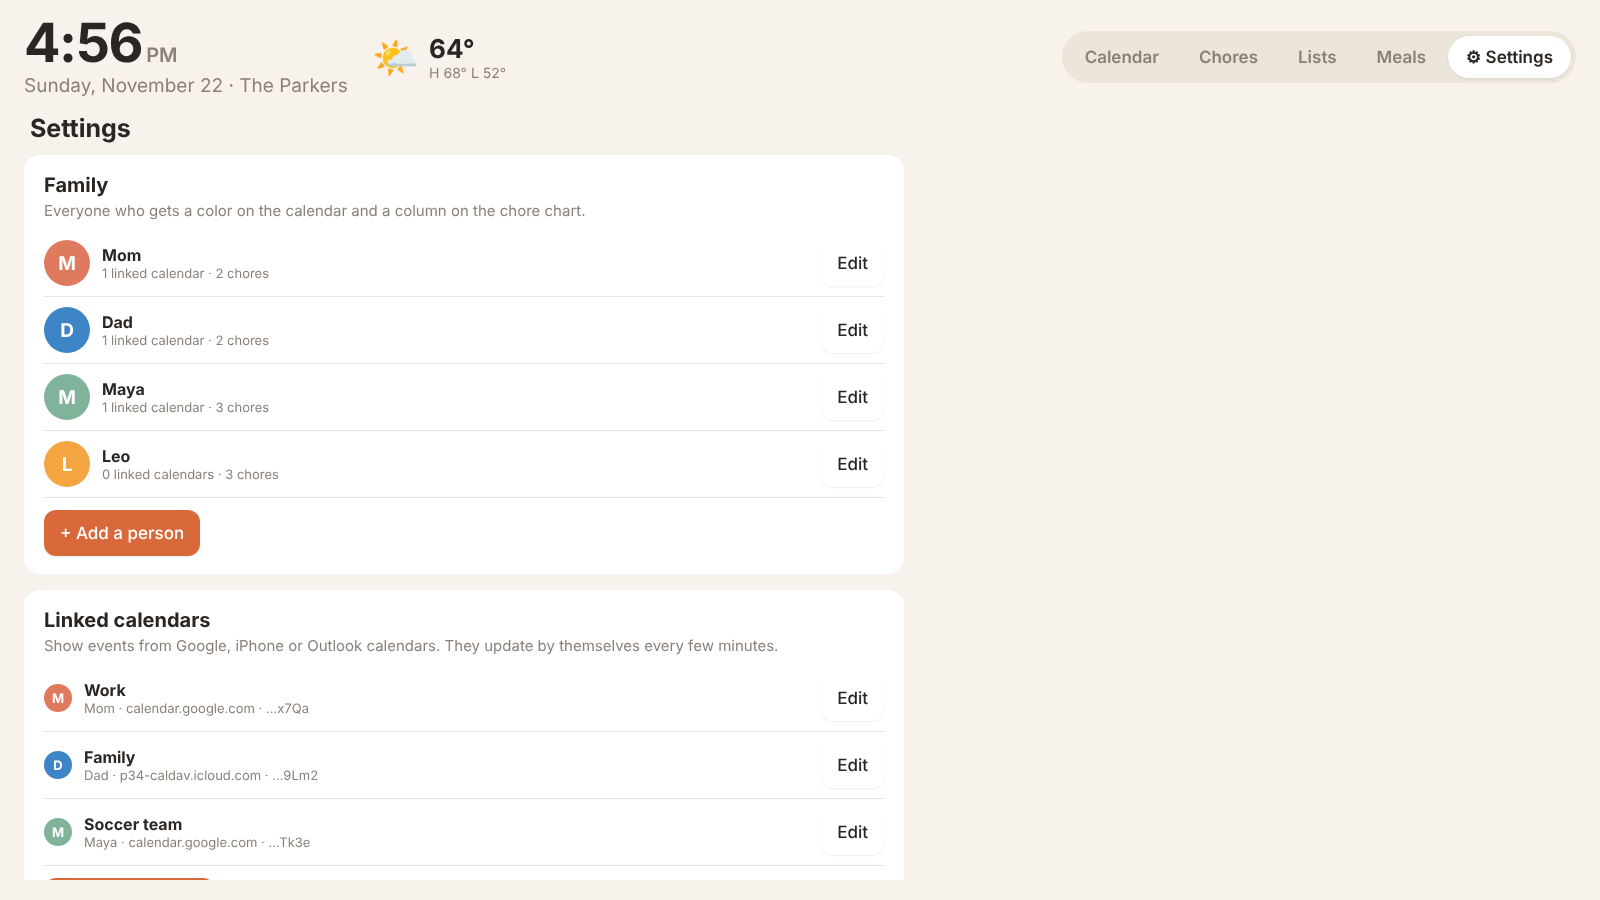 4:56 PM
Sunday, November 22 · The Parkers
64°
H 68° L 52°
Calendar
Chores
Lists
Meals
⚙ Settings
Settings
Family
Everyone who gets a color on the calendar and a column on the chore chart.
M
Mom
1 linked calendar · 2 chores
Edit
D
Dad
1 linked calendar · 2 chores
Edit
M
Maya
1 linked calendar · 3 chores
Edit
L
Leo
0 linked calendars · 3 chores
Edit
+ Add a person
Linked calendars
Show events from Google, iPhone or Outlook calendars. They update by themselves every few minutes.
M
Work
Mom · calendar.google.com · …x7Qa
Edit
D
Family
Dad · p34-caldav.icloud.com · …9Lm2
Edit
M
Soccer team
Maya · calendar.google.com · …Tk3e
Edit